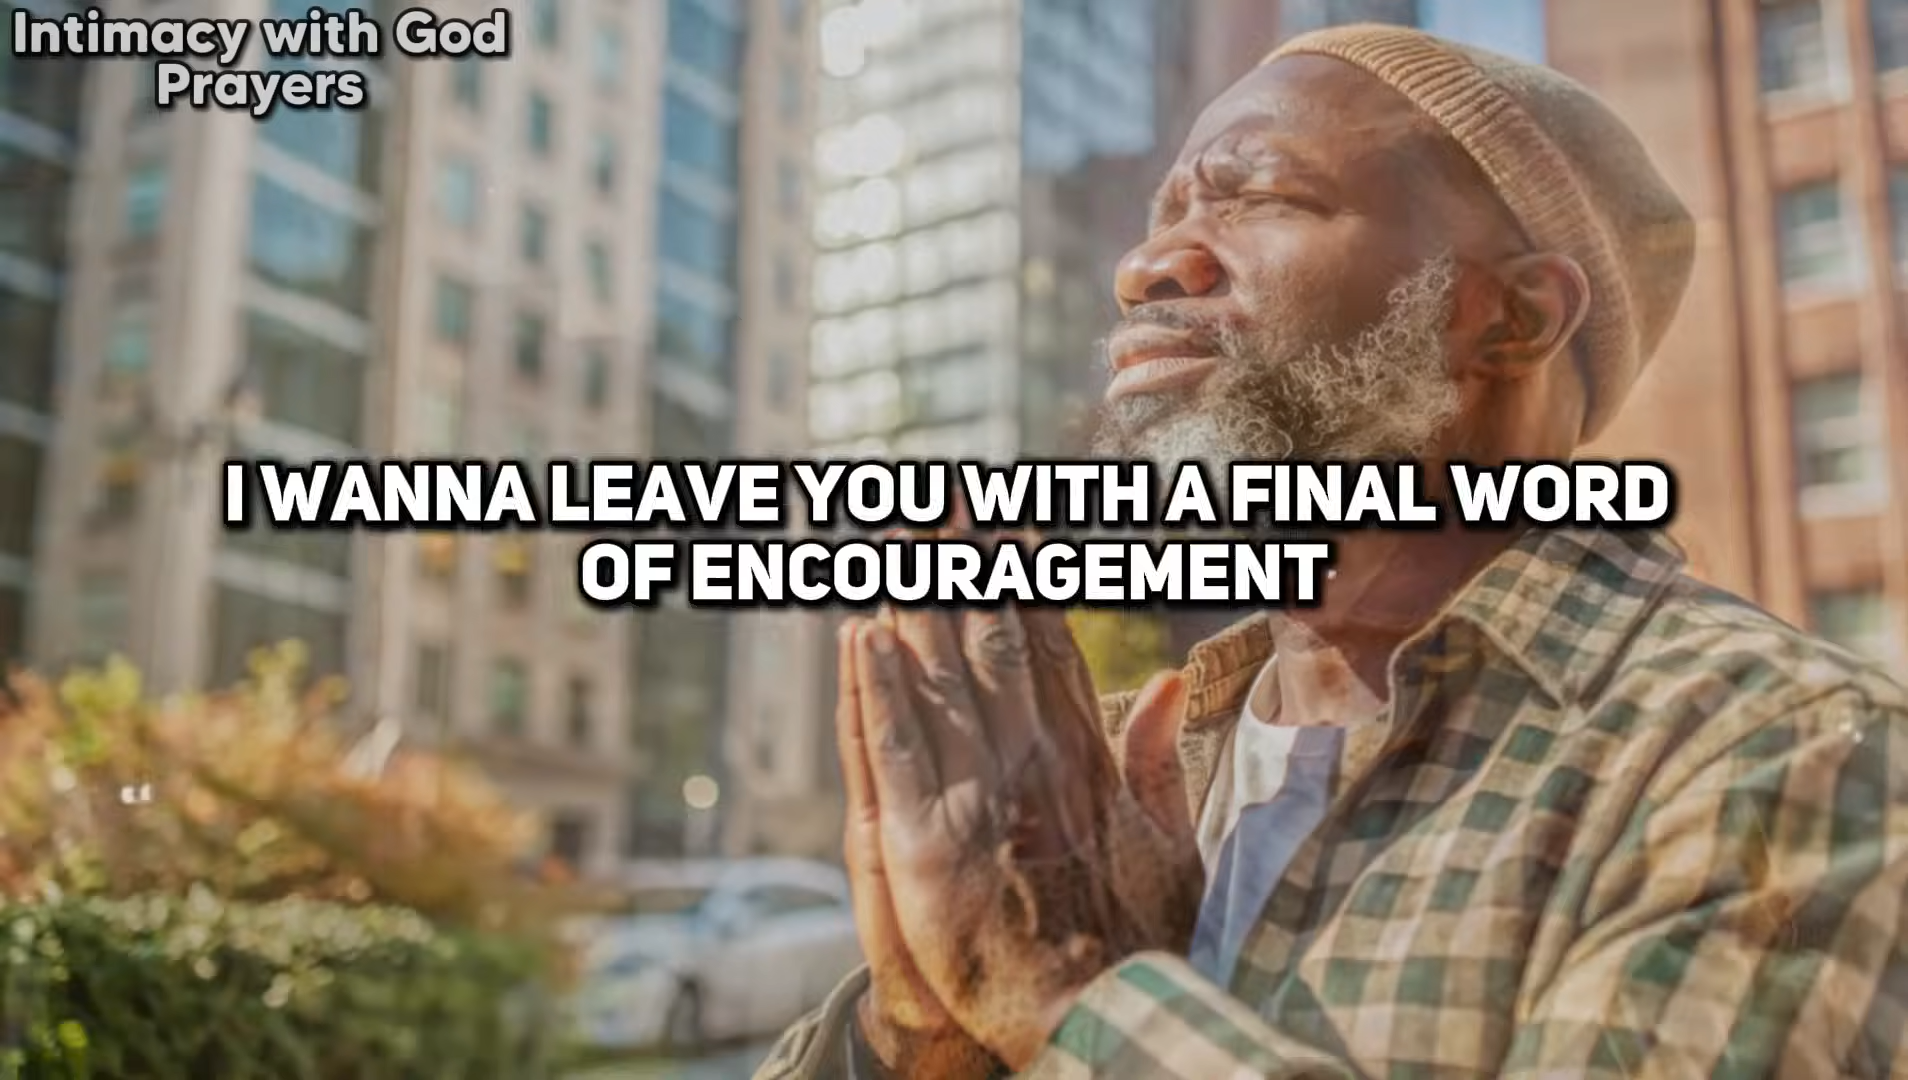 Intimacy with God
Prayers
I WANNA LEAVE YOU WITH A FINAL WORD
OF ENCOURAGEMENT